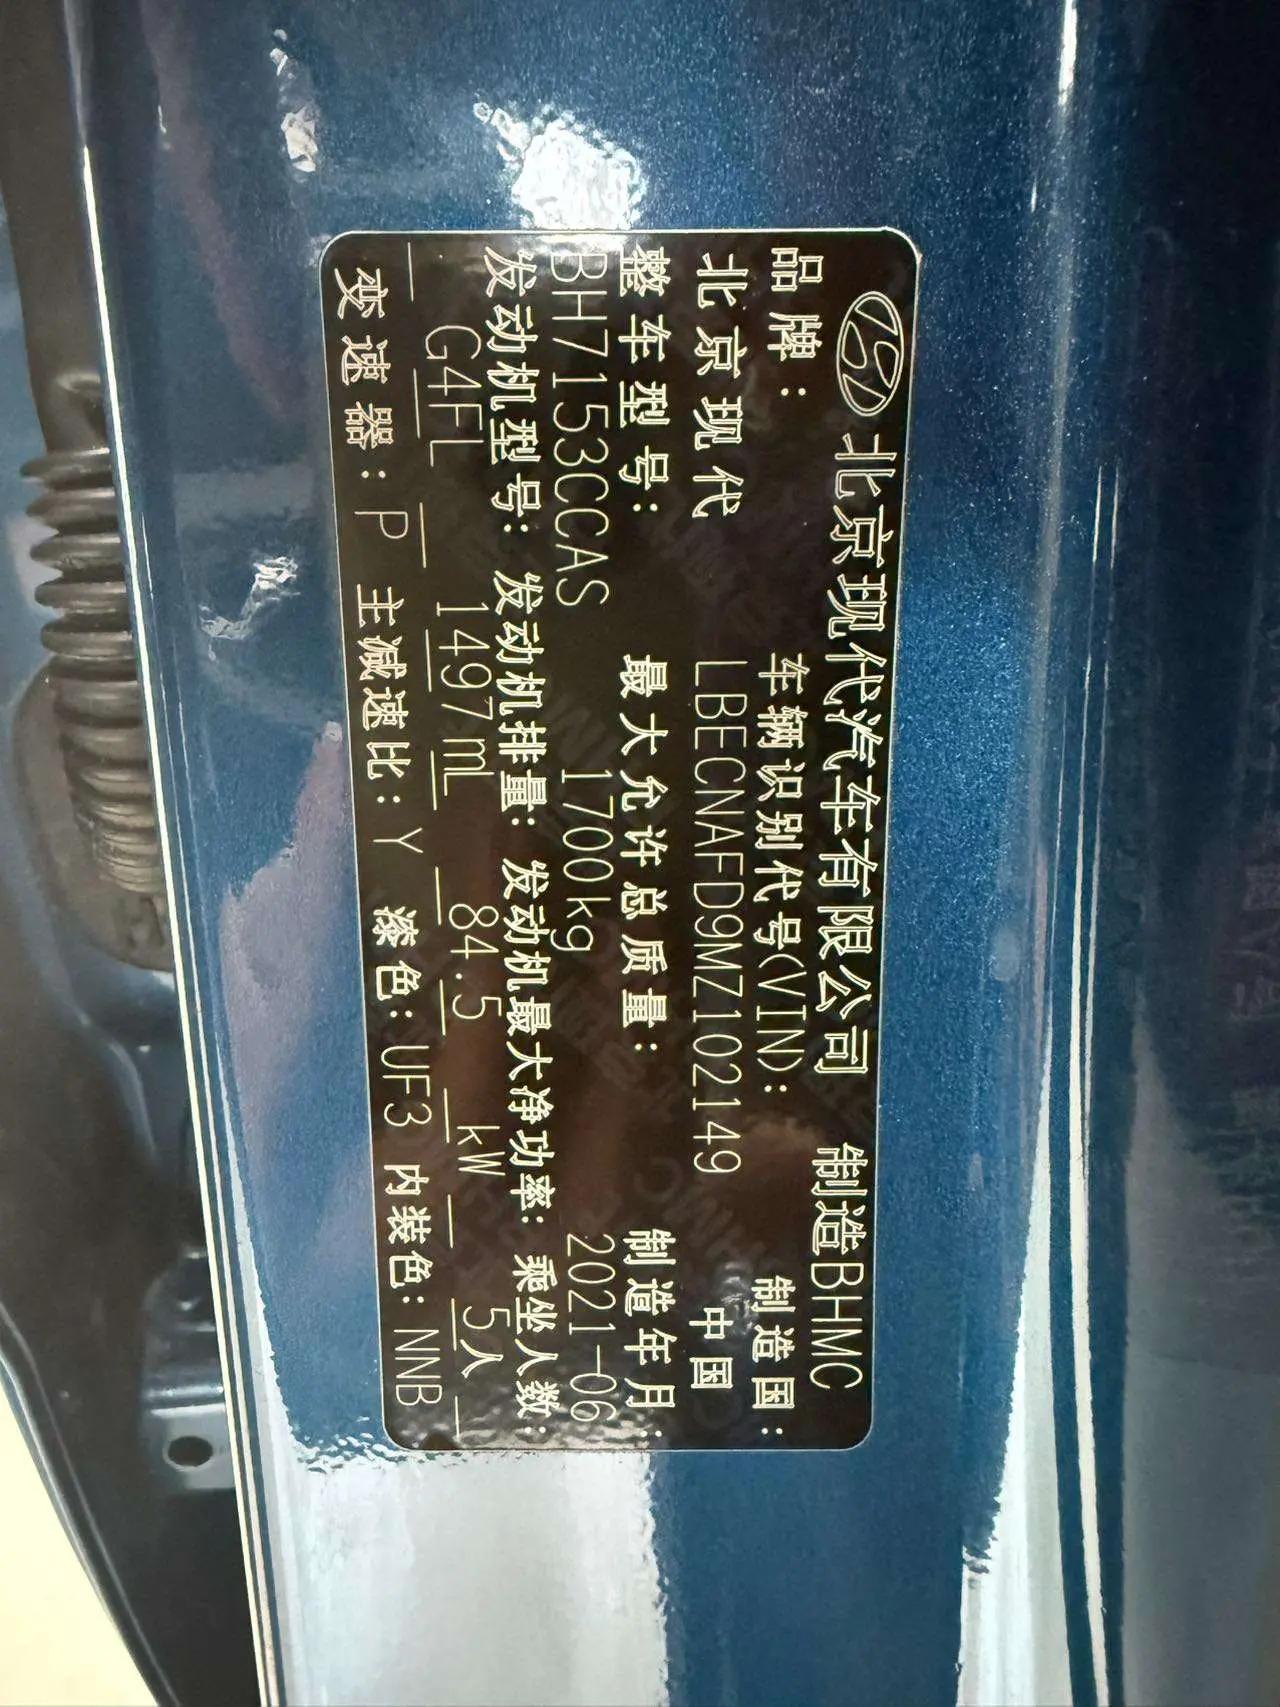 北京现代汽车有限公司 制造BHMC
品牌: 车辆识别代号(VIN): 制造国:
北京现代 LBECNAFD9MZ102149 中国
整车型号: 最大允许总质量: 制造年月:
BH7153CCAS 1700kg 2021-06
发动机型号: 发动机排量: 发动机最大净功率: 乘坐人数:
G4FL 1497mL 84.5 kW 5人
变速器: P 主减速比: Y 漆色: UF3 内装色: NNB